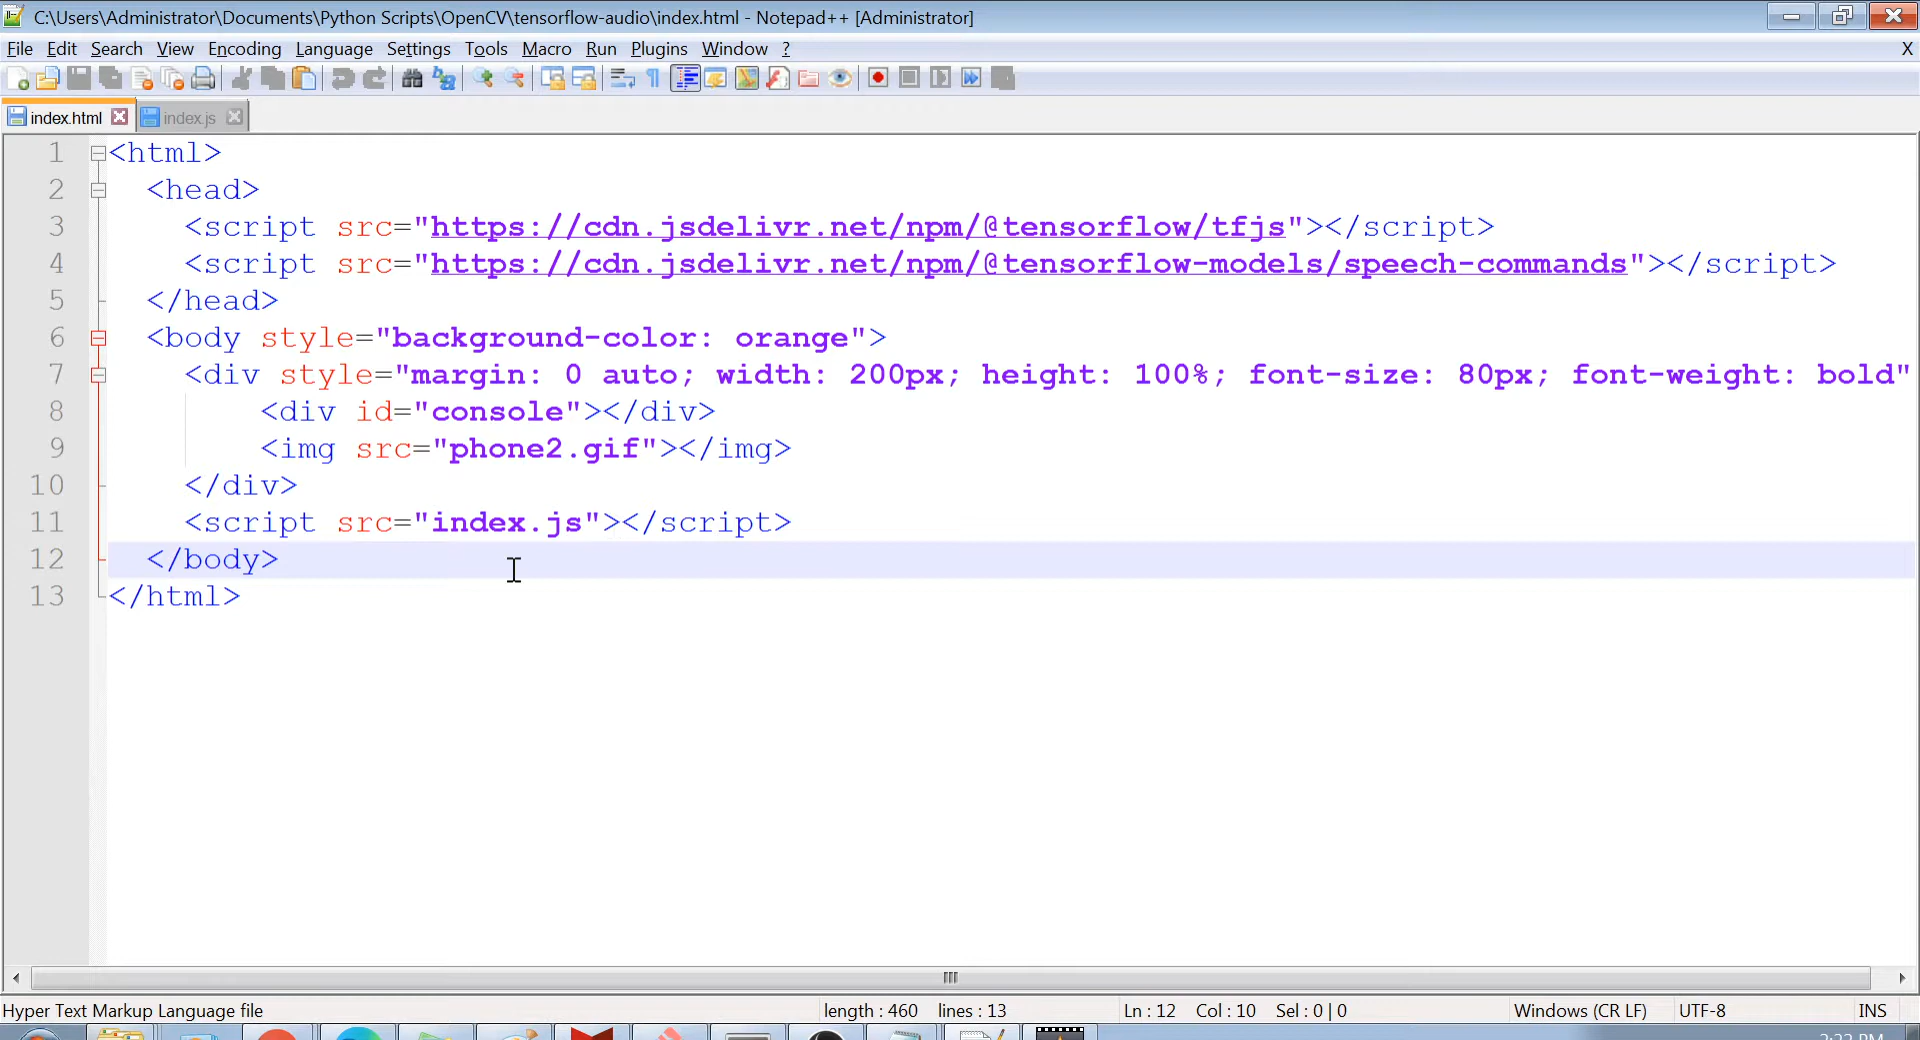 C:\Users\Administrator\Documents\Python Scripts\OpenCV\tensorflow-audio\index.html - Notepad++ [Administrator]
File Edit Search View Encoding Language Settings Tools Macro Run Plugins Window ? X
index.html index.js
1 <html>
2 <head>
3 <script src="https://cdn.jsdelivr.net/npm/@tensorflow/tfjs"></script>
4 <script src="https://cdn.jsdelivr.net/npm/@tensorflow-models/speech-commands"></script>
5 </head>
6 <body style="background-color: orange">
7 <div style="margin: 0 auto; width: 200px; height: 100%; font-size: 80px; font-weight: bold"
8 <div id="console"></div>
9 <img src="phone2.gif"></img>
10 </div>
11 <script src="index.js"></script>
12 </body>
13 </html>
Hyper Text Markup Language file length : 460 lines : 13 Ln : 12 Col : 10 Sel : 0 | 0 Windows (CR LF) UTF-8 INS